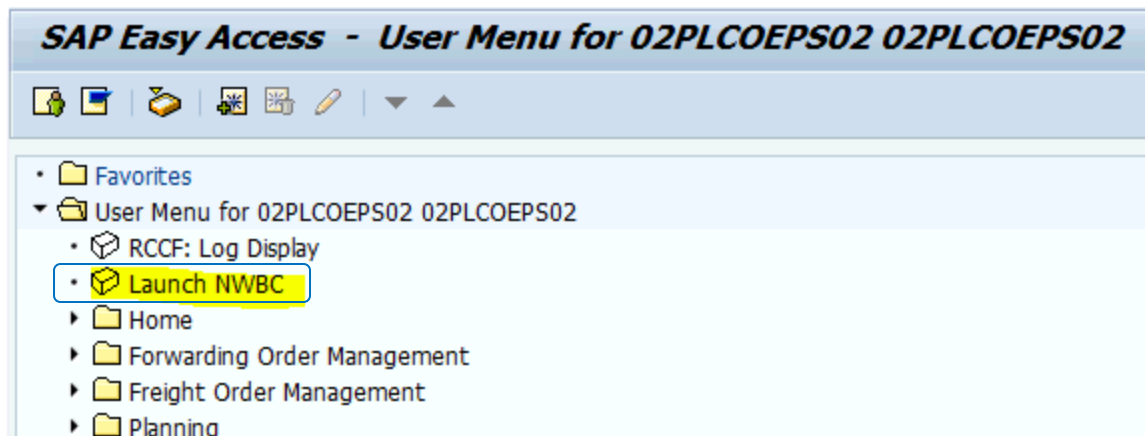 SAP Easy Access - User Menu for 02PLCOEPS02 02PLCOEPS02
Favorites
User Menu for 02PLCOEPS02 02PLCOEPS02
RCCF: Log Display
Launch NWBC
Home
Forwarding Order Management
Freight Order Management
Planning